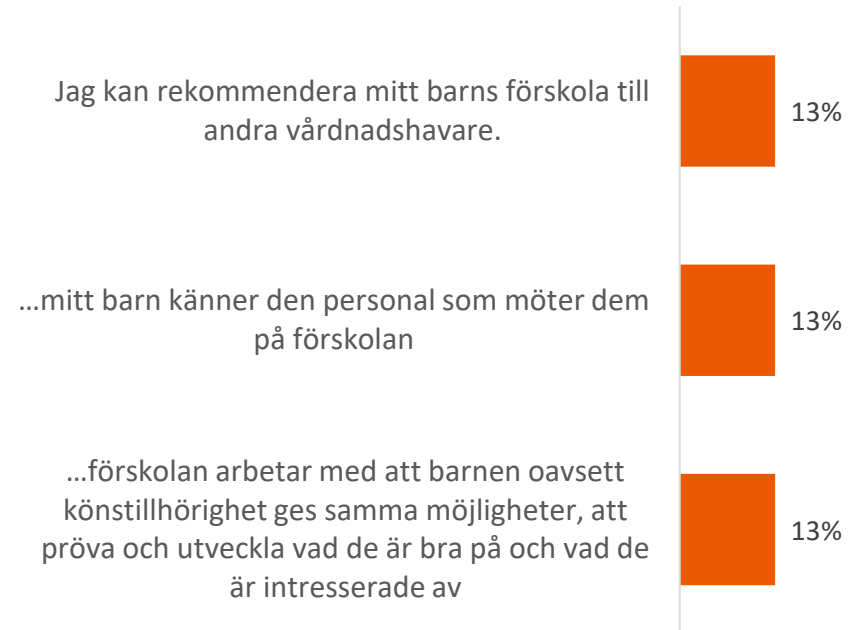 Jag kan rekommendera mitt barns förskola till
andra vårdnadshavare.
13%
...mitt barn känner den personal som möter dem
på förskolan
13%
...förskolan arbetar med att barnen oavsett
könstillhörighet ges samma möjligheter, att
pröva och utveckla vad de är bra på och vad de
är intresserade av
13%